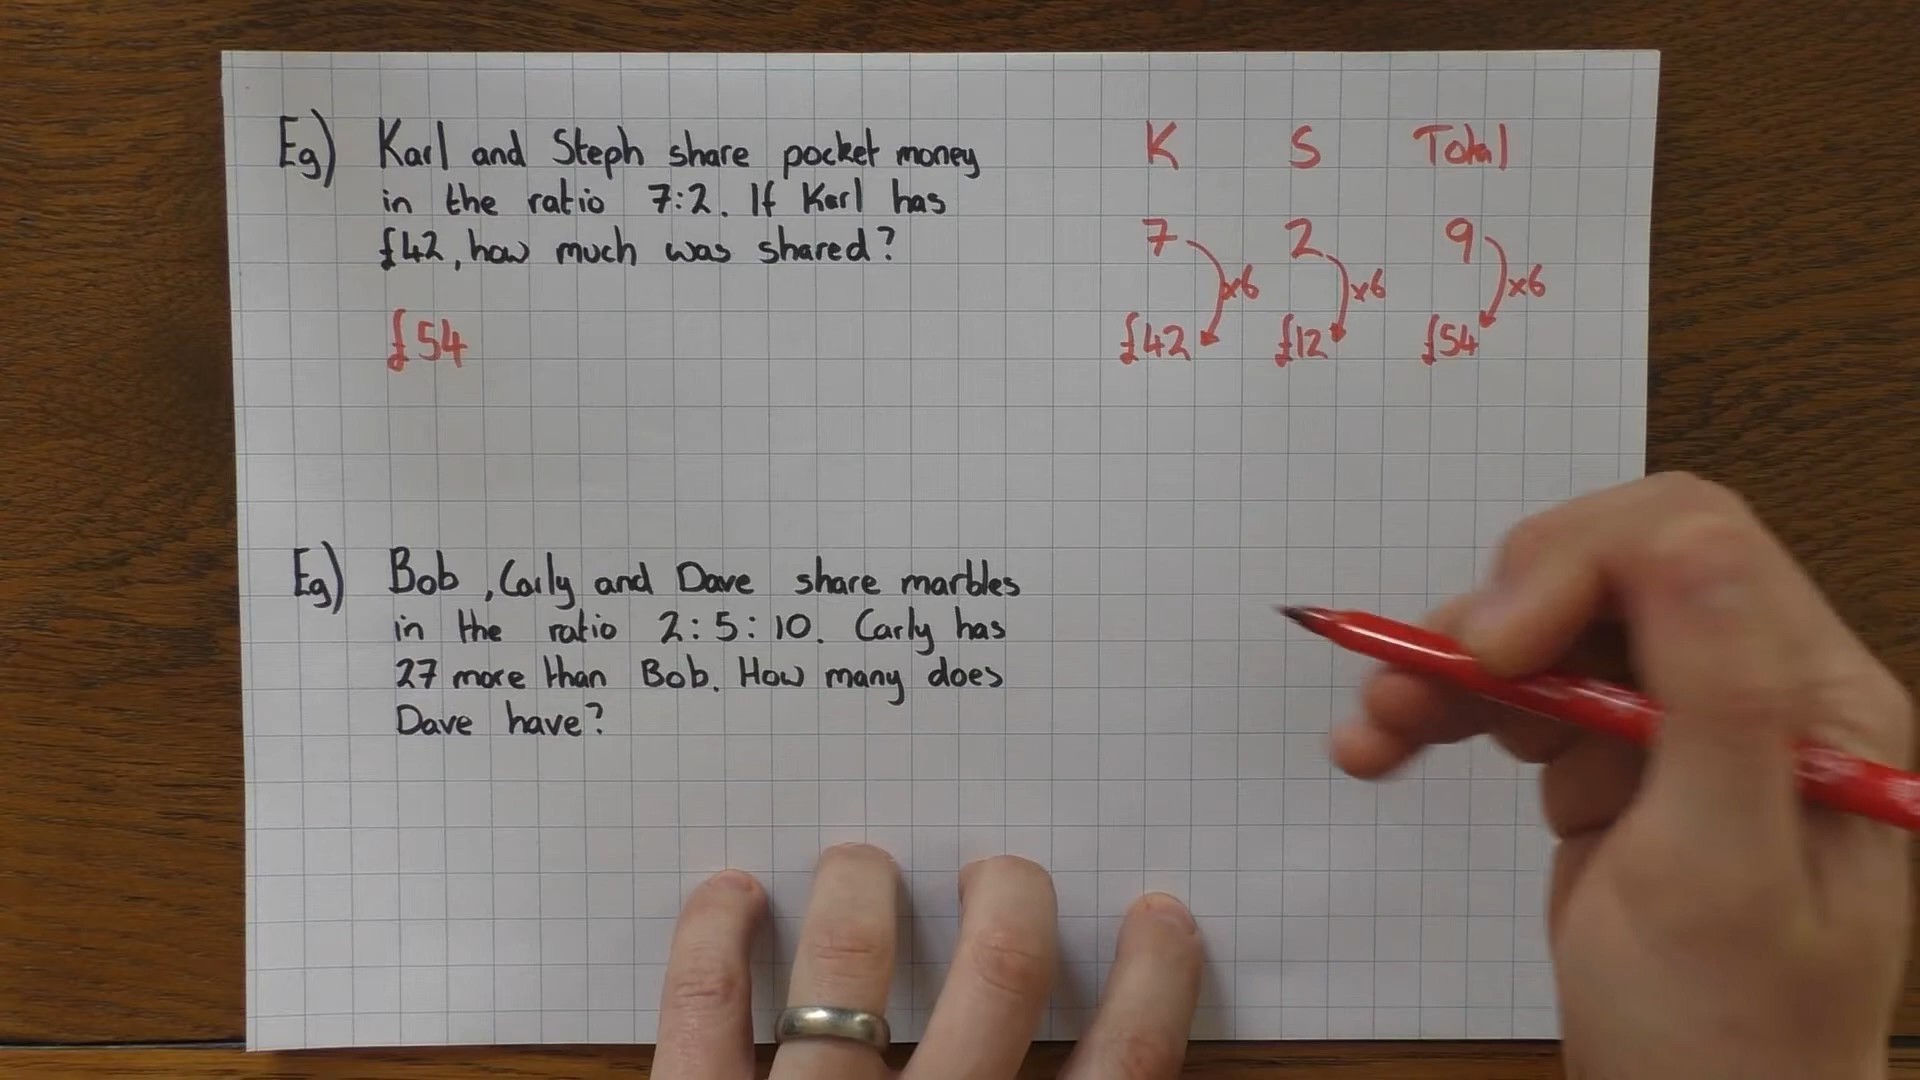 Eg) Karl and Steph share pocket money
in the ratio 7:2. If Karl has
£42, how much was shared?
£54
K S Total
7 2 9
×6 ×6 ×6
£42 £12 £54
Eg) Bob, Carly and Dave share marbles
in the ratio 2:5:10. Carly has
27 more than Bob. How many does
Dave have?